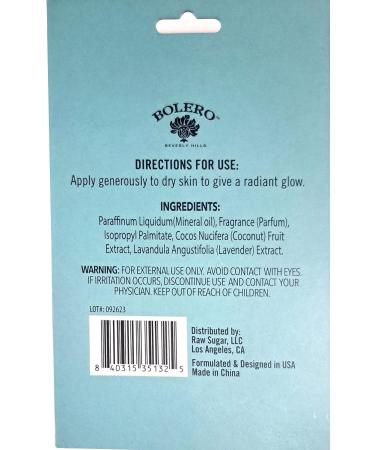 BOLERO™
BEVERLY HILLS
DIRECTIONS FOR USE:
Apply generously to dry skin to give a radiant glow.
INGREDIENTS:
Paraffinum Liquidum(Mineral oil), Fragrance (Parfum),
Isopropyl Palmitate, Cocos Nucifera (Coconut) Fruit
Extract, Lavandula Angustifolia (Lavender) Extract.
WARNING: FOR EXTERNAL USE ONLY. AVOID CONTACT WITH EYES.
IF IRRITATION OCCURS, DISCONTINUE USE AND CONTACT YOUR
PHYSICIAN. KEEP OUT OF REACH OF CHILDREN.
LOT#: 092623
8 40315 35132 5
Distributed by:
Raw Sugar, LLC
Los Angeles, CA
Formulated & Designed in USA
Made in China